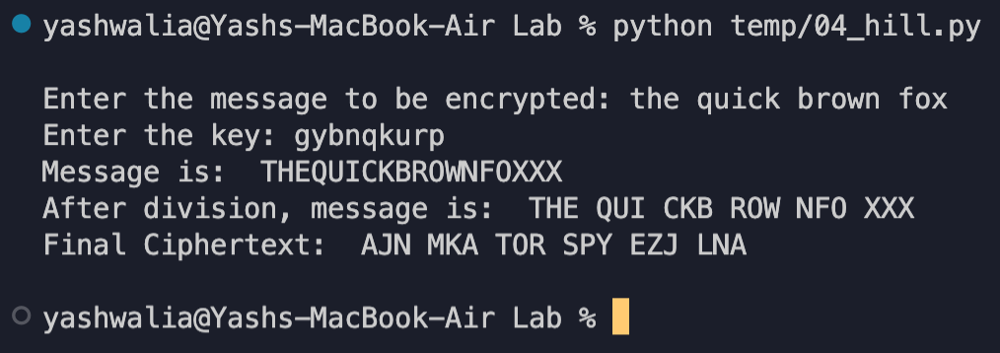 yashwalia@Yashs-MacBook-Air Lab % python temp/04_hill.py
Enter the message to be encrypted: the quick brown fox
Enter the key: gybnqkurp
Message is:  THEQUICKBROWNFOXXX
After division, message is:  THE QUI CKB ROW NFO XXX
Final Ciphertext:  AJN MKA TOR SPY EZJ LNA
yashwalia@Yashs-MacBook-Air Lab %